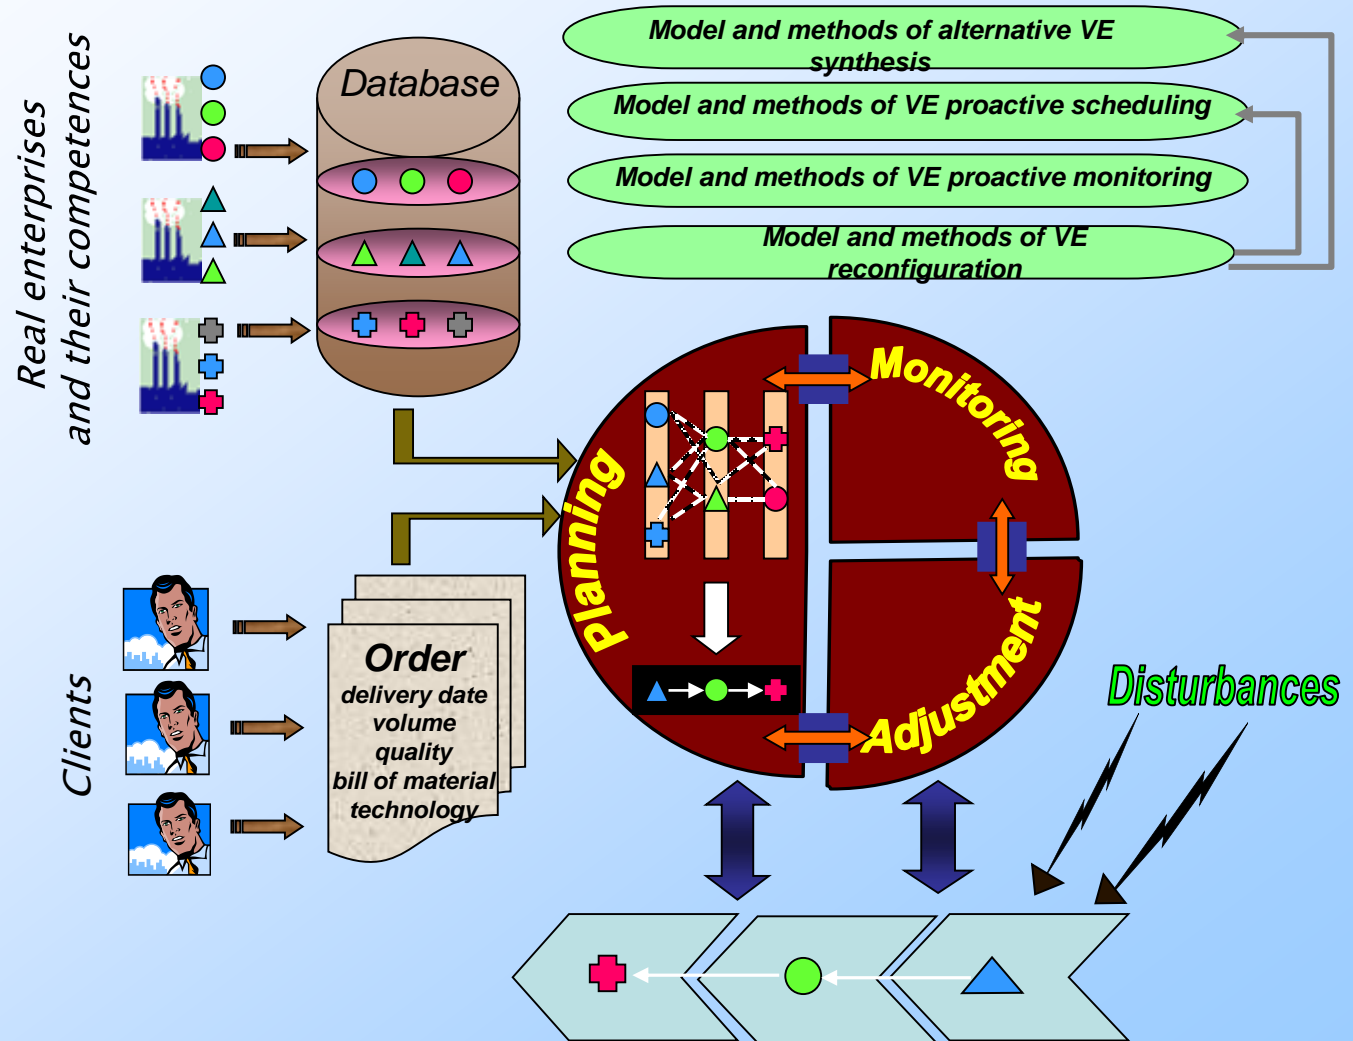 Real enterprises
and their competences
Database
Model and methods of alternative VE
synthesis
Model and methods of VE proactive scheduling
Model and methods of VE proactive monitoring
Model and methods of VE
reconfiguration
Planning
Monitoring
Adjustment
Clients
Order
delivery date
volume
quality
bill of material
technology
Disturbances